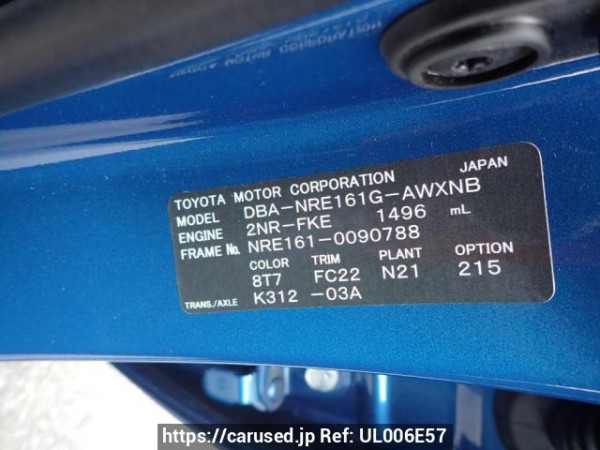 TOYOTA MOTOR CORPORATION JAPAN
MODEL DBA-NRE161G-AWXNB
ENGINE 2NR-FKE 1496 mL
FRAME No. NRE161-0090788
COLOR TRIM PLANT OPTION
8T7 FC22 N21 215
TRANS./AXLE K312 -03A
https://carused.jp Ref: UL006E57